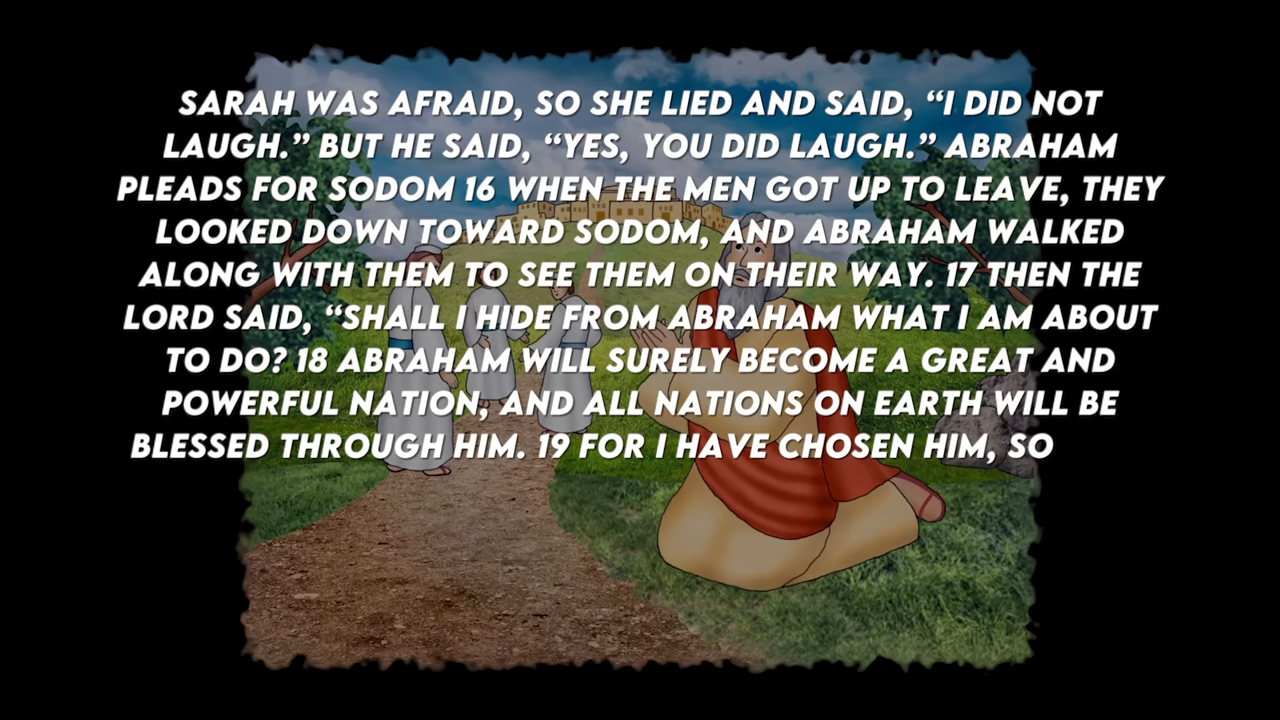 SARAH WAS AFRAID, SO SHE LIED AND SAID, “I DID NOT
LAUGH.” BUT HE SAID, “YES, YOU DID LAUGH.” ABRAHAM
PLEADS FOR SODOM 16 WHEN THE MEN GOT UP TO LEAVE, THEY
LOOKED DOWN TOWARD SODOM, AND ABRAHAM WALKED
ALONG WITH THEM TO SEE THEM ON THEIR WAY. 17 THEN THE
LORD SAID, “SHALL I HIDE FROM ABRAHAM WHAT I AM ABOUT
TO DO? 18 ABRAHAM WILL SURELY BECOME A GREAT AND
POWERFUL NATION, AND ALL NATIONS ON EARTH WILL BE
BLESSED THROUGH HIM. 19 FOR I HAVE CHOSEN HIM, SO